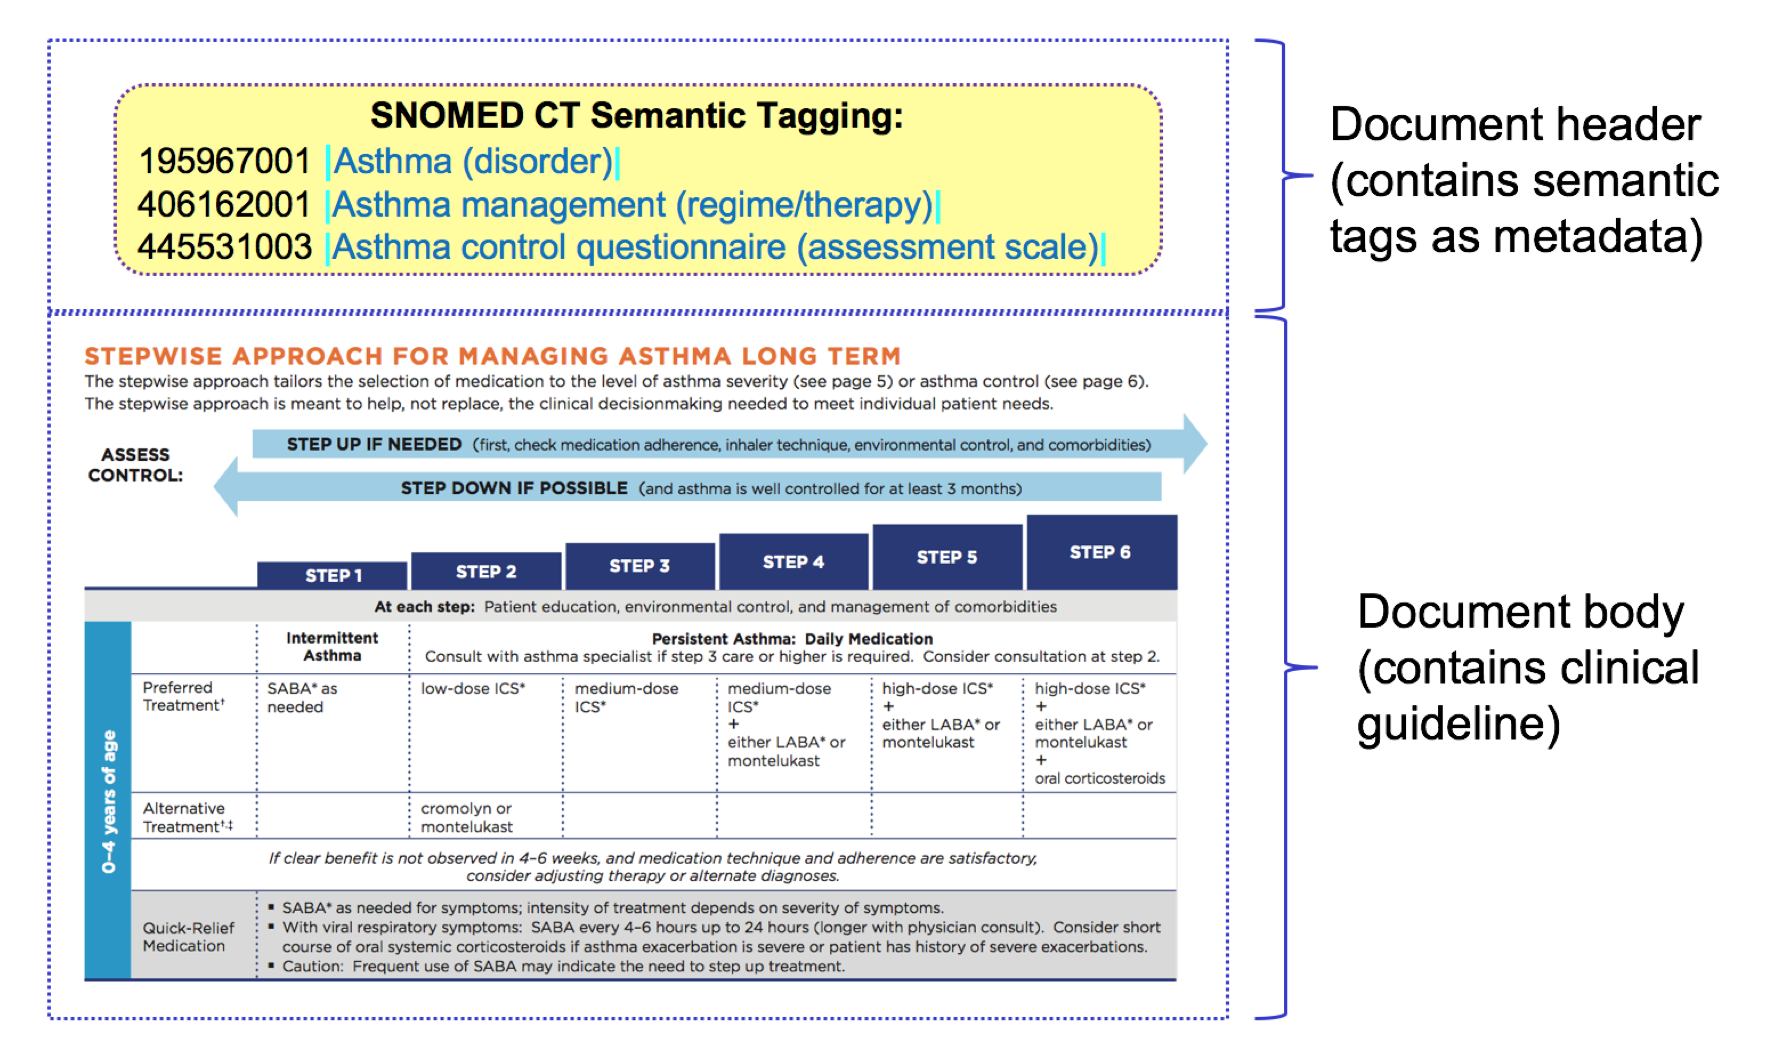 SNOMED CT Semantic Tagging:
195967001 |Asthma (disorder)|
406162001 |Asthma management (regime/therapy)|
445531003 |Asthma control questionnaire (assessment scale)|
Document header
(contains semantic
tags as metadata)
STEPWISE APPROACH FOR MANAGING ASTHMA LONG TERM
The stepwise approach tailors the selection of medication to the level of asthma severity (see page 5) or asthma control (see page 6).
The stepwise approach is meant to help, not replace, the clinical decisionmaking needed to meet individual patient needs.
ASSESS
CONTROL:
STEP UP IF NEEDED (first, check medication adherence, inhaler technique, environmental control, and comorbidities)
STEP DOWN IF POSSIBLE (and asthma is well controlled for at least 3 months)
STEP 1
STEP 2
STEP 3
STEP 4
STEP 5
STEP 6
At each step: Patient education, environmental control, and management of comorbidities
0–4 years of age
Intermittent
Asthma
Persistent Asthma: Daily Medication
Consult with asthma specialist if step 3 care or higher is required. Consider consultation at step 2.
Preferred
Treatment†
SABA* as
needed
low-dose ICS*
medium-dose
ICS*
medium-dose
ICS*
+
either LABA* or
montelukast
high-dose ICS*
+
either LABA* or
montelukast
high-dose ICS*
+
either LABA* or
montelukast
+
oral corticosteroids
Alternative
Treatment†,‡
cromolyn or
montelukast
If clear benefit is not observed in 4–6 weeks, and medication technique and adherence are satisfactory,
consider adjusting therapy or alternate diagnoses.
Quick-Relief
Medication
▪ SABA* as needed for symptoms; intensity of treatment depends on severity of symptoms.
▪ With viral respiratory symptoms: SABA every 4–6 hours up to 24 hours (longer with physician consult). Consider short
course of oral systemic corticosteroids if asthma exacerbation is severe or patient has history of severe exacerbations.
▪ Caution: Frequent use of SABA may indicate the need to step up treatment.
Document body
(contains clinical
guideline)